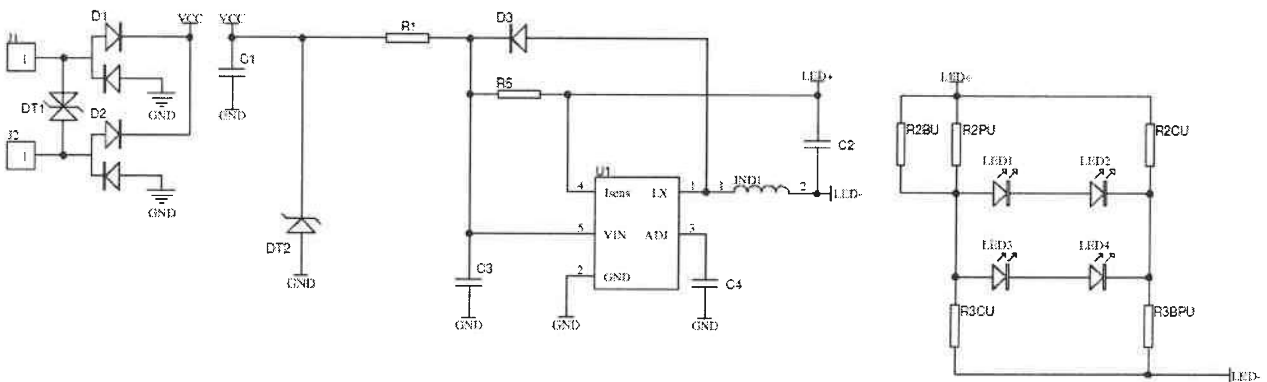 J1
1
DT1
J2
1
D1
D2
GND
GND
VCC
VCC
C1
GND
DT2
GND
R1
D3
R5
C3
GND
U1
4 Isens LX 1
5 VIN ADJ 3
2 GND
GND
C4
GND
1 IND1 2
LED+
C2
LED-
LED+
R2BU
R2PU
R2CU
LED1
LED2
LED3
LED4
R3CU
R3BPU
LED-